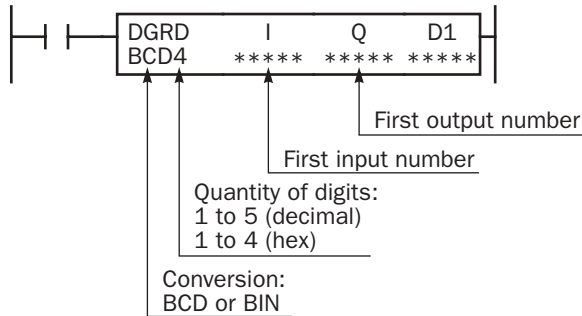 DGRD I Q D1
BCD4 ***** ***** *****
First output number
First input number
Quantity of digits:
1 to 5 (decimal)
1 to 4 (hex)
Conversion:
BCD or BIN